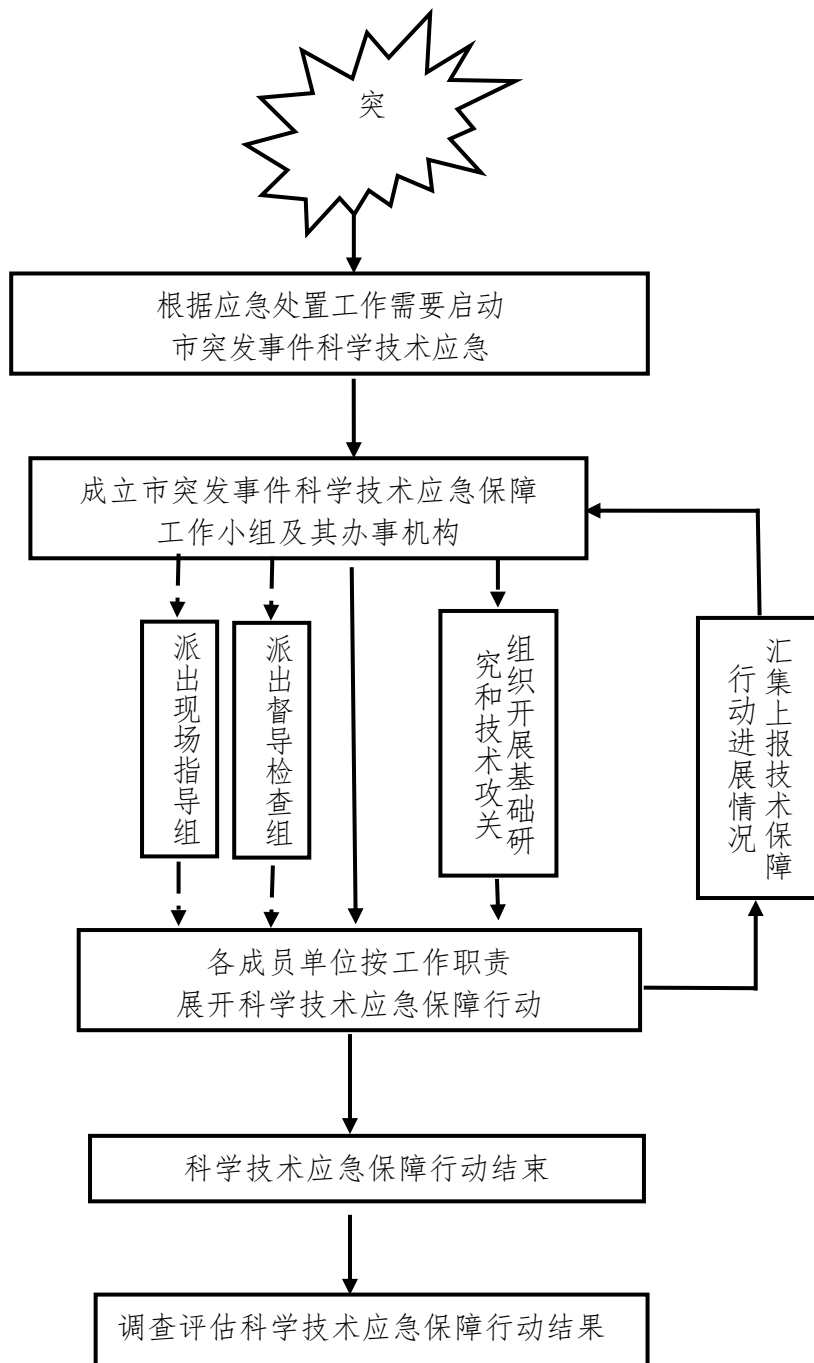 突
根据应急处置工作需要启动
市突发事件科学技术应急
成立市突发事件科学技术应急保障
工作小组及其办事机构
派出现场指导组
派出督导检查组
组织开展基础研
究和技术攻关
汇集上报技术保障
行动进展情况
各成员单位按工作职责
展开科学技术应急保障行动
科学技术应急保障行动结束
调查评估科学技术应急保障行动结果